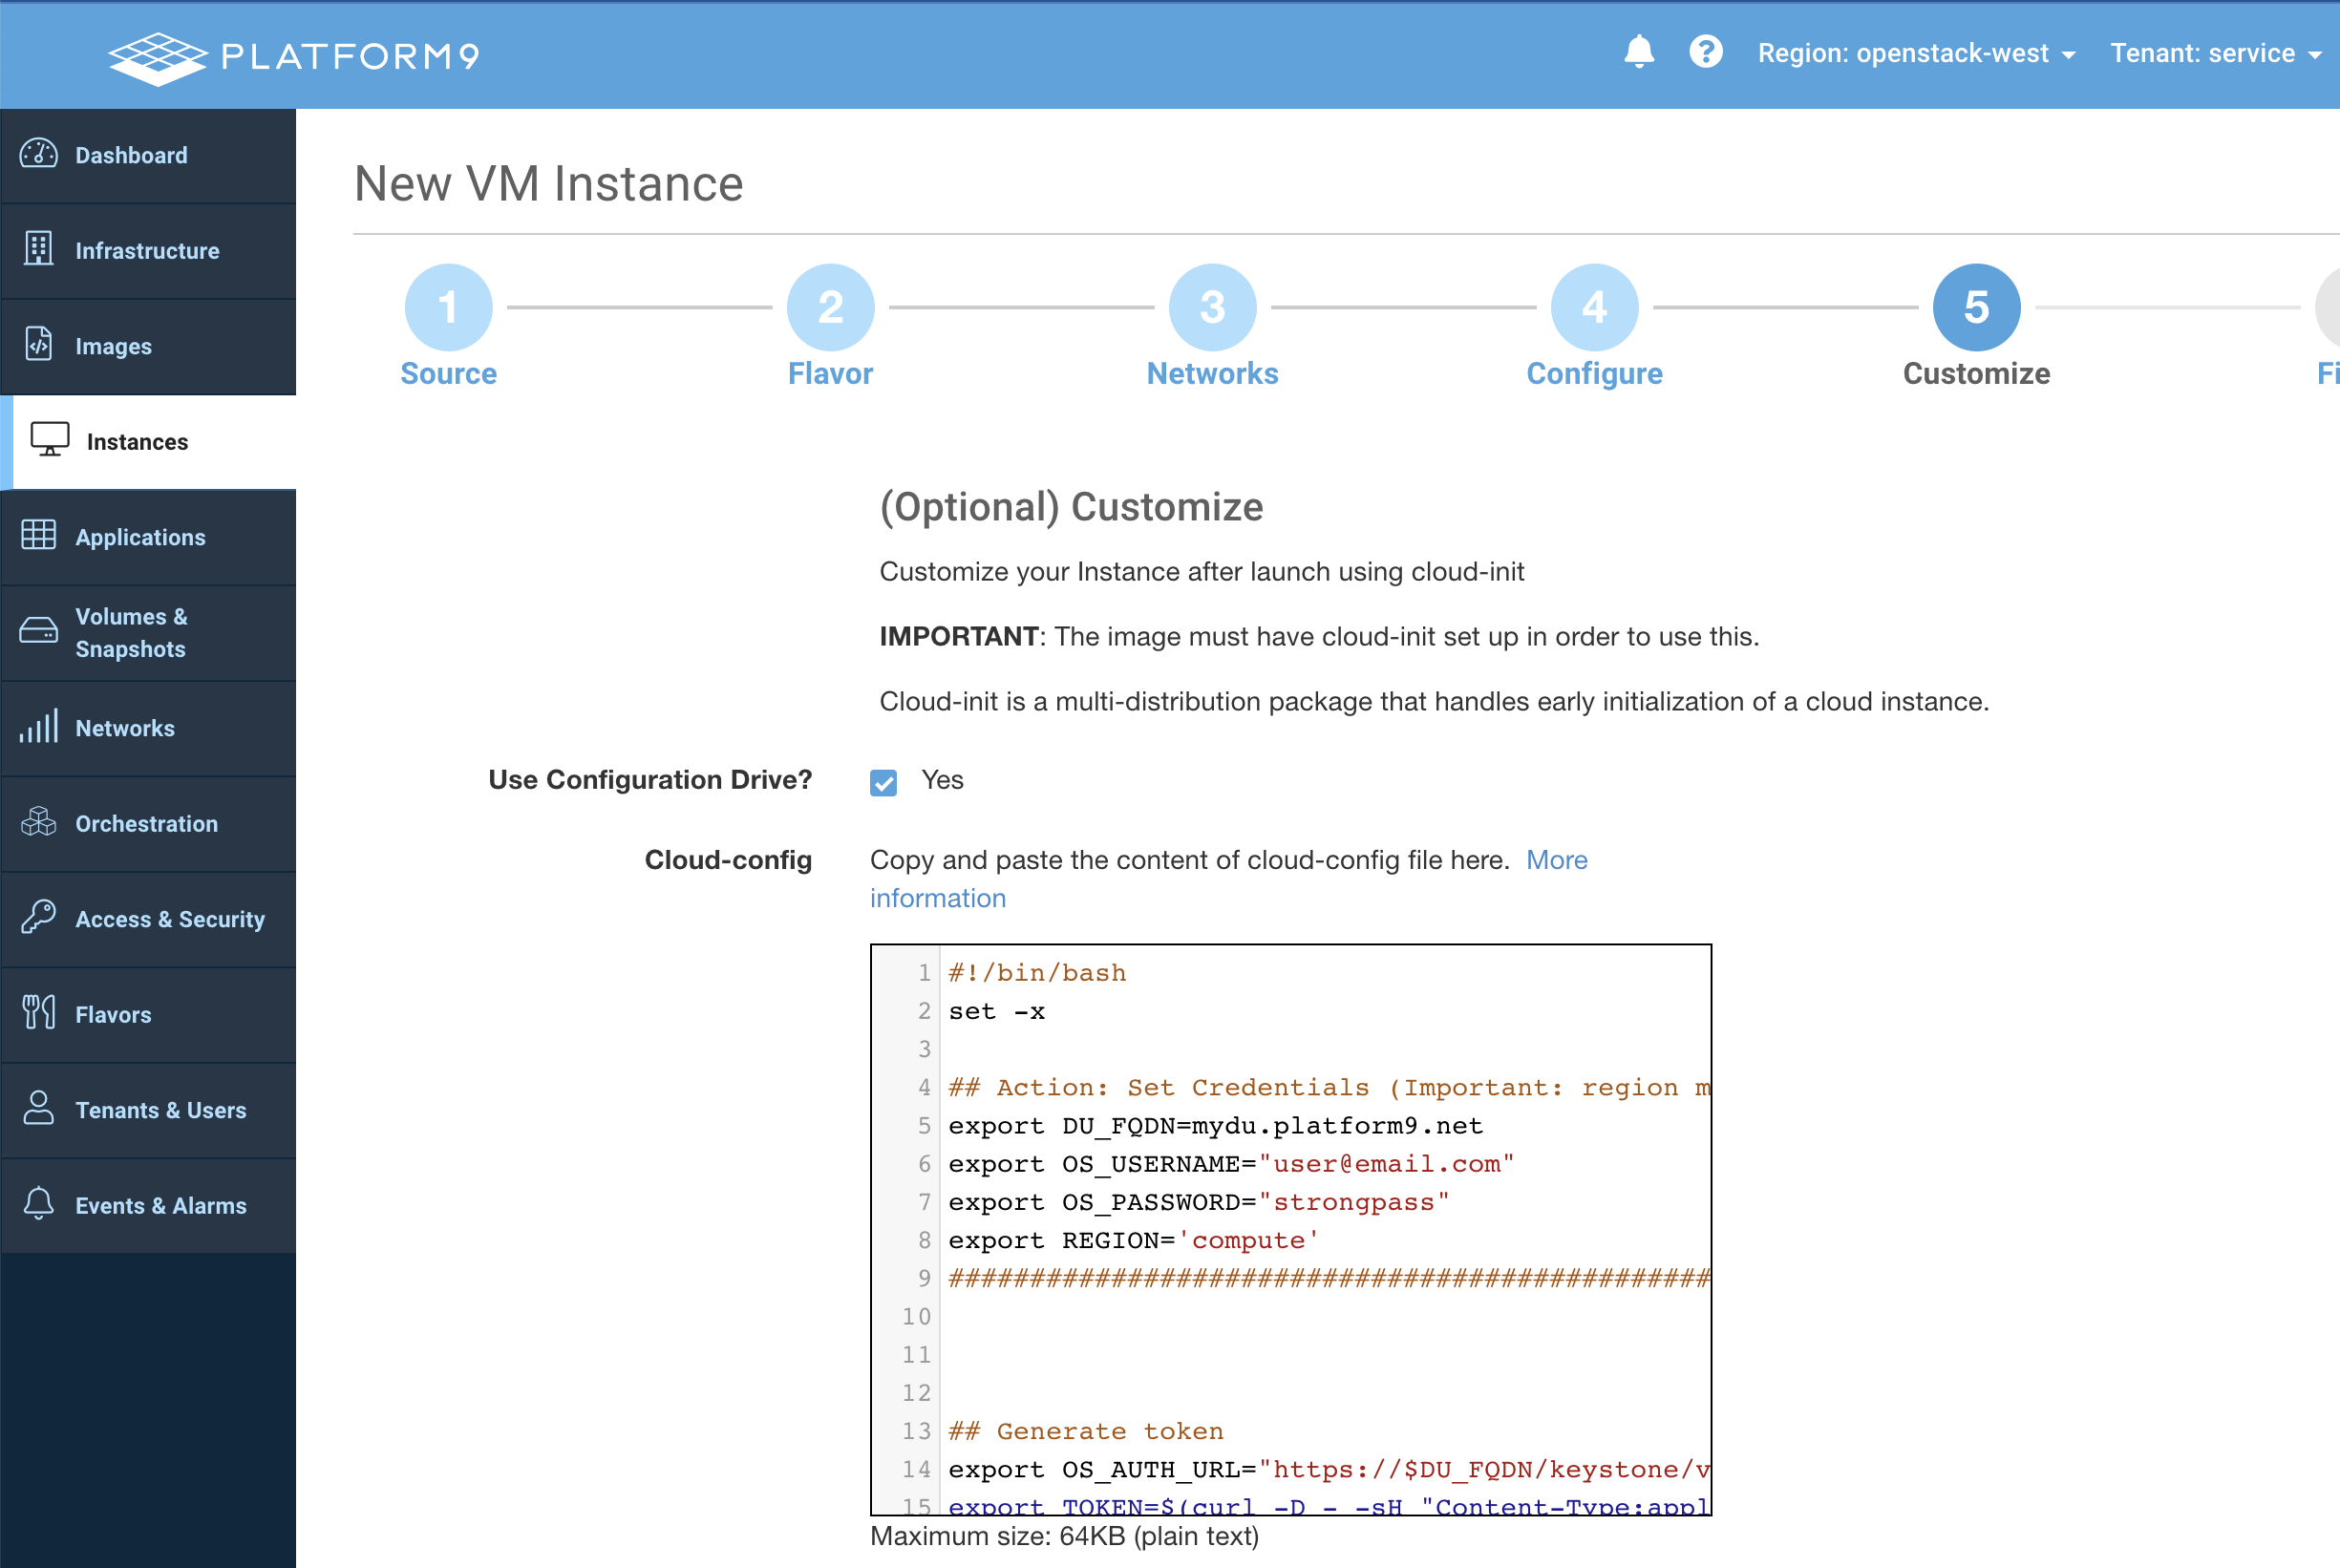 PLATFORM9
Region: openstack-west
Tenant: service
Dashboard
Infrastructure
Images
Instances
Applications
Volumes &
Snapshots
Networks
Orchestration
Access & Security
Flavors
Tenants & Users
Events & Alarms
New VM Instance
1
2
3
4
5
Source
Flavor
Networks
Configure
Customize
Fi
(Optional) Customize
Customize your Instance after launch using cloud-init
IMPORTANT: The image must have cloud-init set up in order to use this.
Cloud-init is a multi-distribution package that handles early initialization of a cloud instance.
Use Configuration Drive?
Yes
Cloud-config
Copy and paste the content of cloud-config file here. More
information
1 #!/bin/bash
2 set -x
3
4 ## Action: Set Credentials (Important: region m
5 export DU_FQDN=mydu.platform9.net
6 export OS_USERNAME="user@email.com"
7 export OS_PASSWORD="strongpass"
8 export REGION='compute'
9 ###############################################
10
11
12
13 ## Generate token
14 export OS_AUTH_URL="https://$DU_FQDN/keystone/v
15 export TOKEN=$(curl -D - -sH "Content-Type:appl
Maximum size: 64KB (plain text)